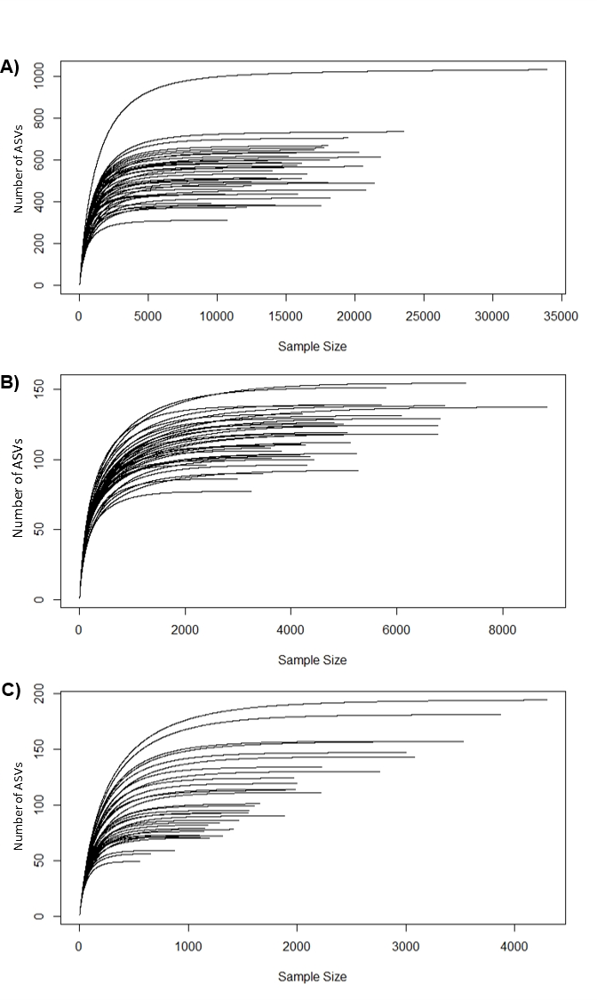 A)
Number of ASVs
0 200 400 600 800 1000
0 5000 10000 15000 20000 25000 30000 35000
Sample Size
B)
Number of ASVs
0 50 100 150
0 2000 4000 6000 8000
Sample Size
C)
Number of ASVs
0 50 100 150 200
0 1000 2000 3000 4000
Sample Size